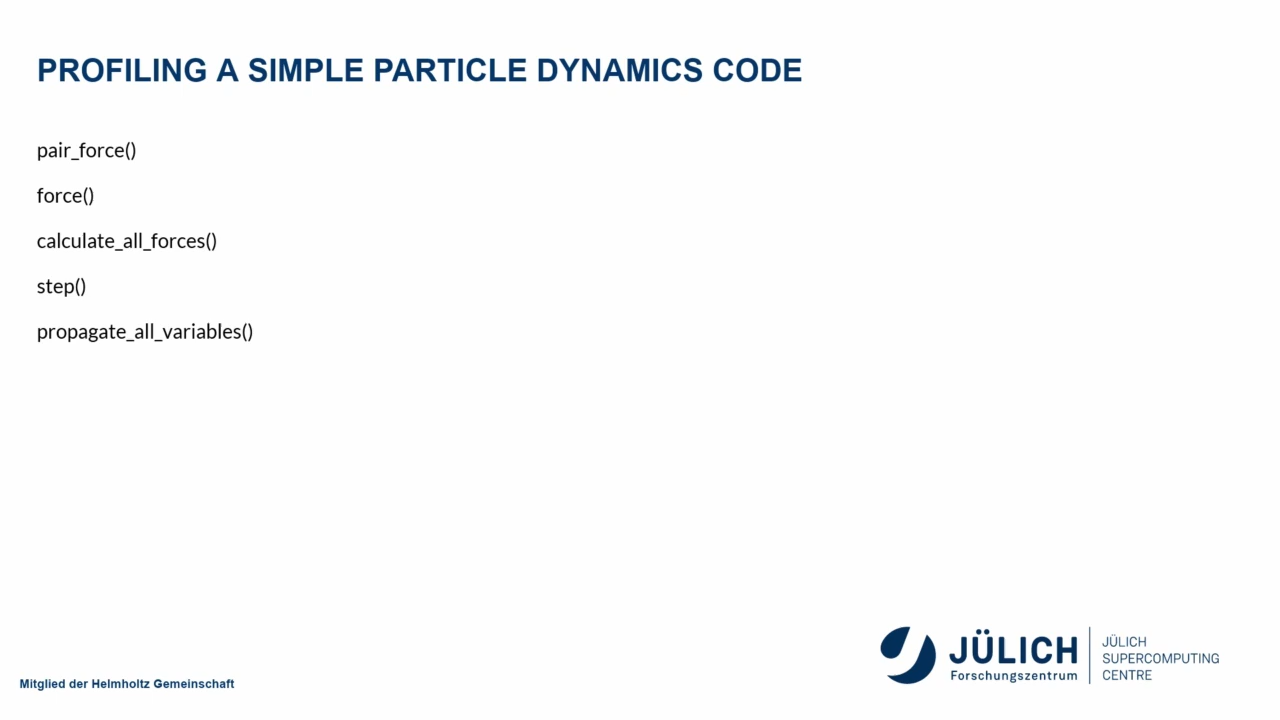 PROFILING A SIMPLE PARTICLE DYNAMICS CODE
pair_force()
force()
calculate_all_forces()
step()
propagate_all_variables()
JÜLICH
Forschungszentrum
JÜLICH
SUPERCOMPUTING
CENTRE
Mitglied der Helmholtz Gemeinschaft